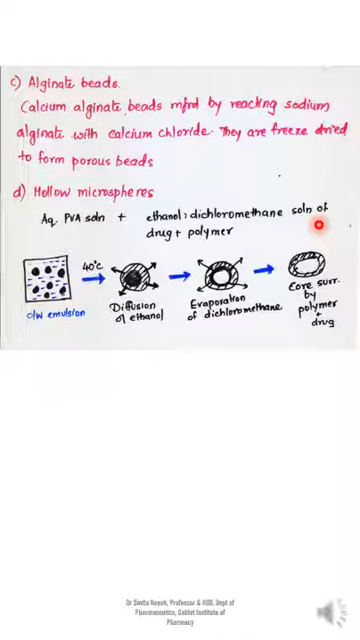 c) Alginate beads.
Calcium alginate beads mfrd by reacting sodium
alginate with calcium chloride. They are freeze dried
to form porous beads
d) Hollow microspheres
Aq. PVA soln + ethanol: dichloromethane soln of
drug + polymer
40°C
o/w emulsion
Diffusion
of ethanol
Evaporation
of dichloromethane
Core surr.
by
polymer
+
drug
Dr Smita Nayak, Professor & HOD, Dept of
Pharmaceutics, Gahlot Institute of
Pharmacy